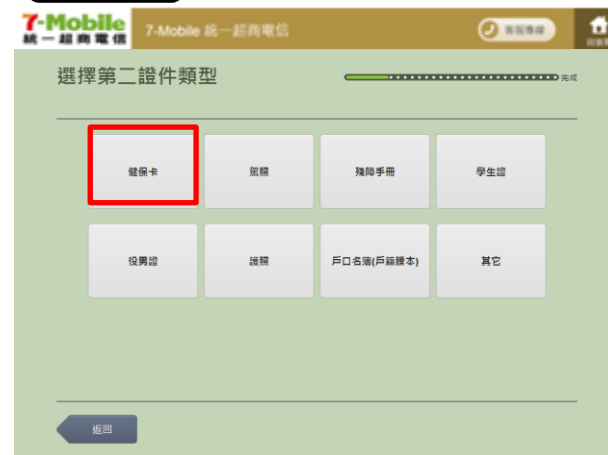 7-Mobile
統一超商電信
7-Mobile 統一超商電信
客服專線
選擇第二證件類型
完成
健保卡
駕照
殘障手冊
學生證
役男證
護照
戶口名簿(戶籍謄本)
其它
返回